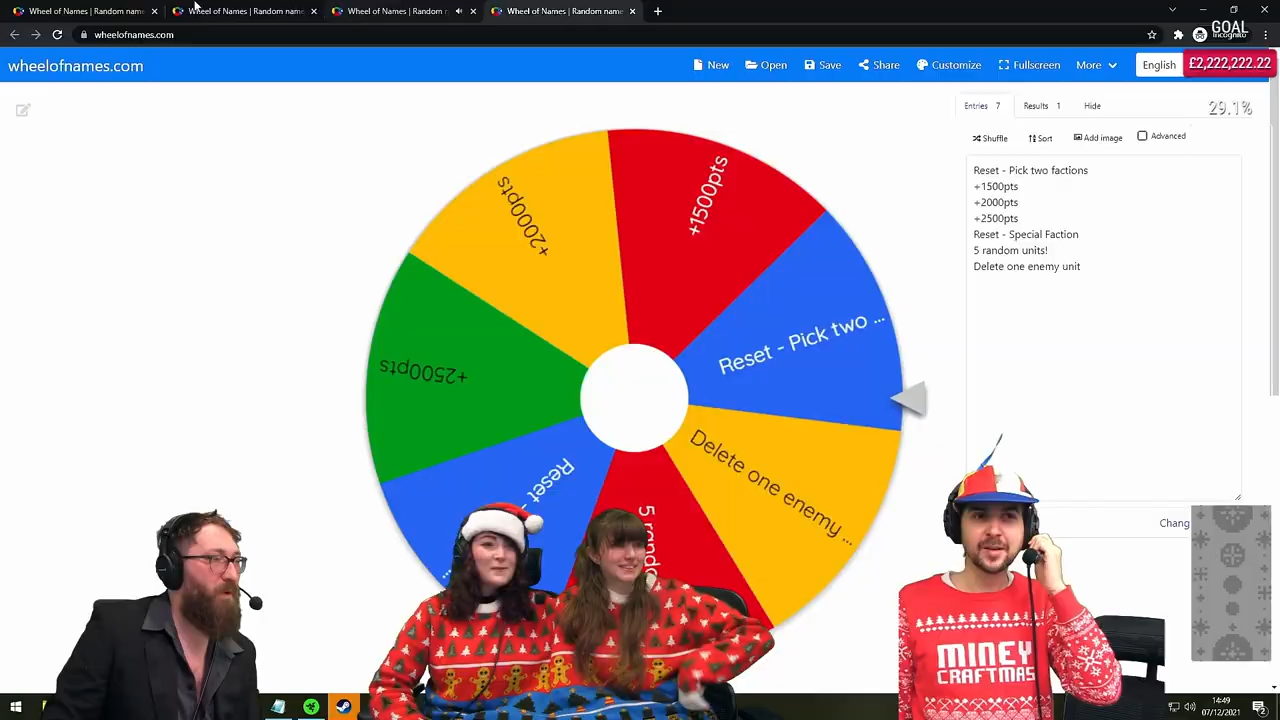 Wheel of Names | Random name
Wheel of Names | Random name
Wheel of Names | Random n
Wheel of Names | Random name
wheelofnames.com
GOAL
Incognito
wheelofnames.com
New
Open
Save
Share
Customize
Fullscreen
More
English
£2,222,222.22
Entries 7
Results 1
Hide
29.1%
Shuffle
Sort
Add image
Advanced
Reset - Pick two factions
+1500pts
+2000pts
+2500pts
Reset - Special Faction
5 random units!
Delete one enemy unit
+1500pts
+2000pts
Reset - Pick two ...
+2500pts
Delete one enemy ...
Reset -
...
5 rando
Chang
MINEY
CRAFTMAS
14:49
07/12/2021
2